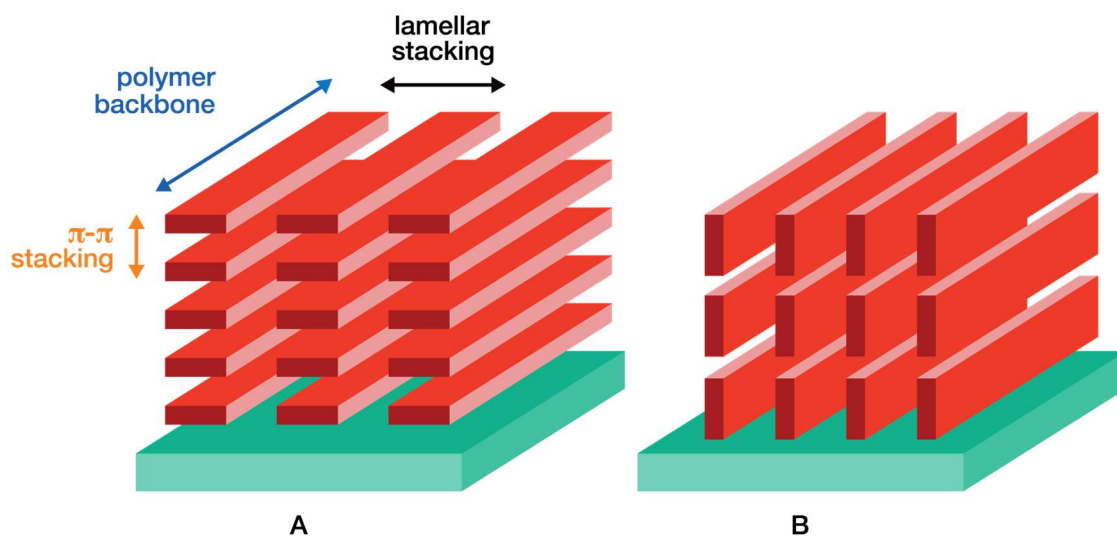 lamellar
stacking
polymer
backbone
π-π
stacking
A
B